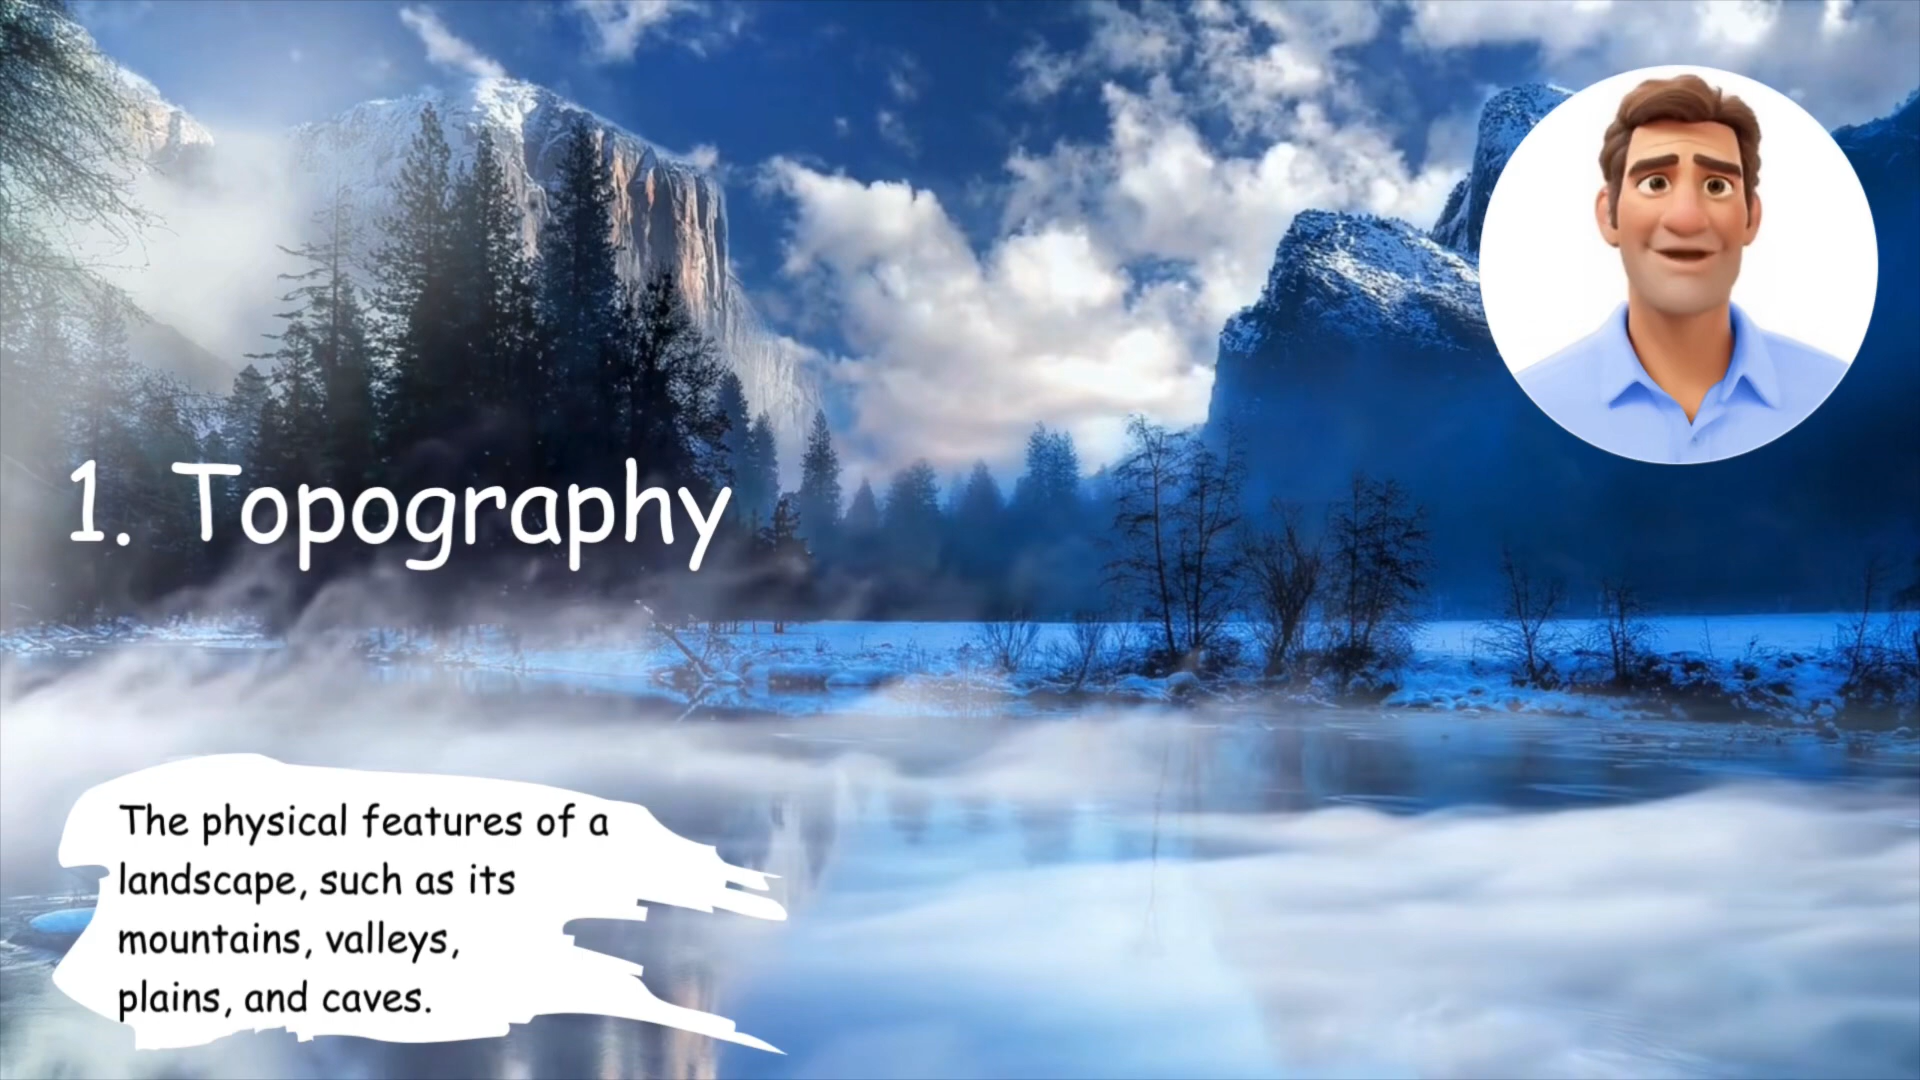 1. Topography
The physical features of a
landscape, such as its
mountains, valleys,
plains, and caves.